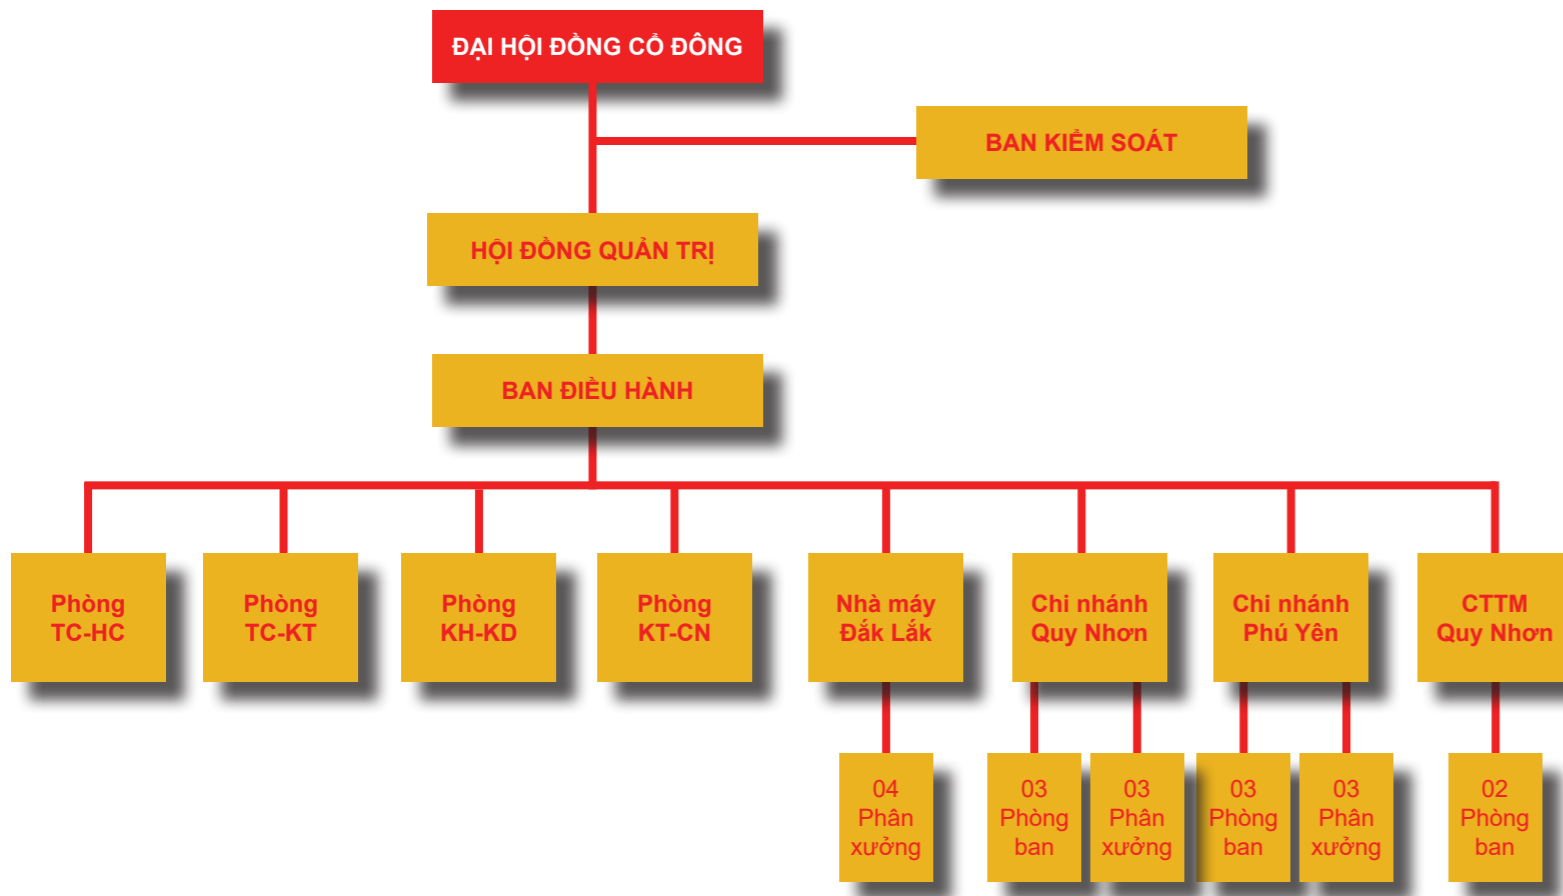 ĐẠI HỘI ĐỒNG CỔ ĐÔNG
BAN KIỂM SOÁT
HỘI ĐỒNG QUẢN TRỊ
BAN ĐIỀU HÀNH
Phòng
TC-HC
Phòng
TC-KT
Phòng
KH-KD
Phòng
KT-CN
Nhà máy
Đắk Lắk
Chi nhánh
Quy Nhơn
Chi nhánh
Phú Yên
CTTM
Quy Nhơn
04
Phân
xưởng
03
Phòng
ban
03
Phân
xưởng
03
Phòng
ban
03
Phân
xưởng
02
Phòng
ban